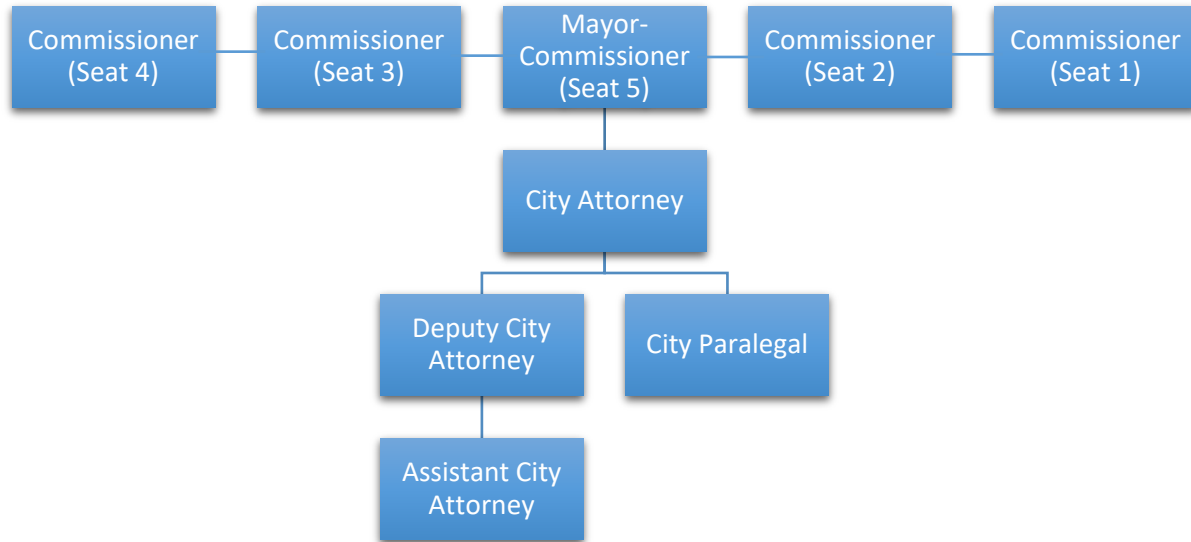 Commissioner
(Seat 4)
Commissioner
(Seat 3)
Mayor-
Commissioner
(Seat 5)
Commissioner
(Seat 2)
Commissioner
(Seat 1)
City Attorney
Deputy City
Attorney
City Paralegal
Assistant City
Attorney